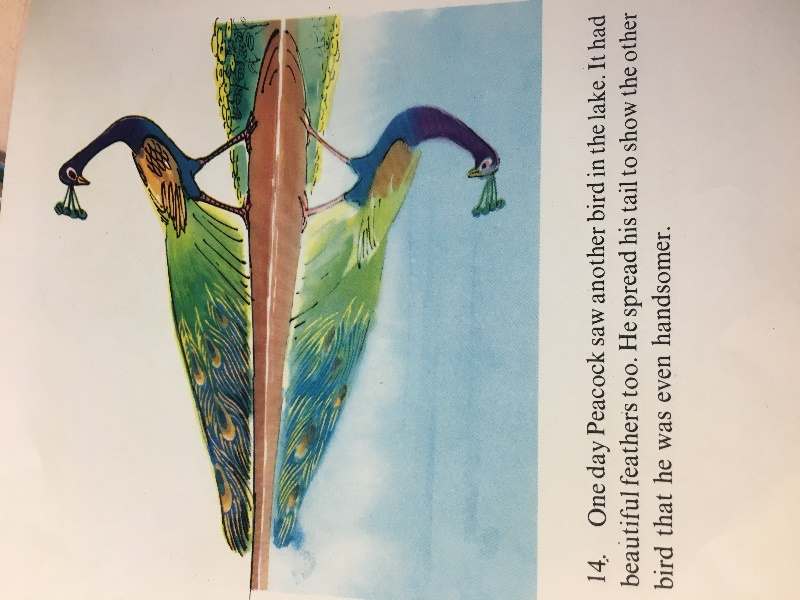 14. One day Peacock saw another bird in the lake. It had
beautiful feathers too. He spread his tail to show the other
bird that he was even handsomer.